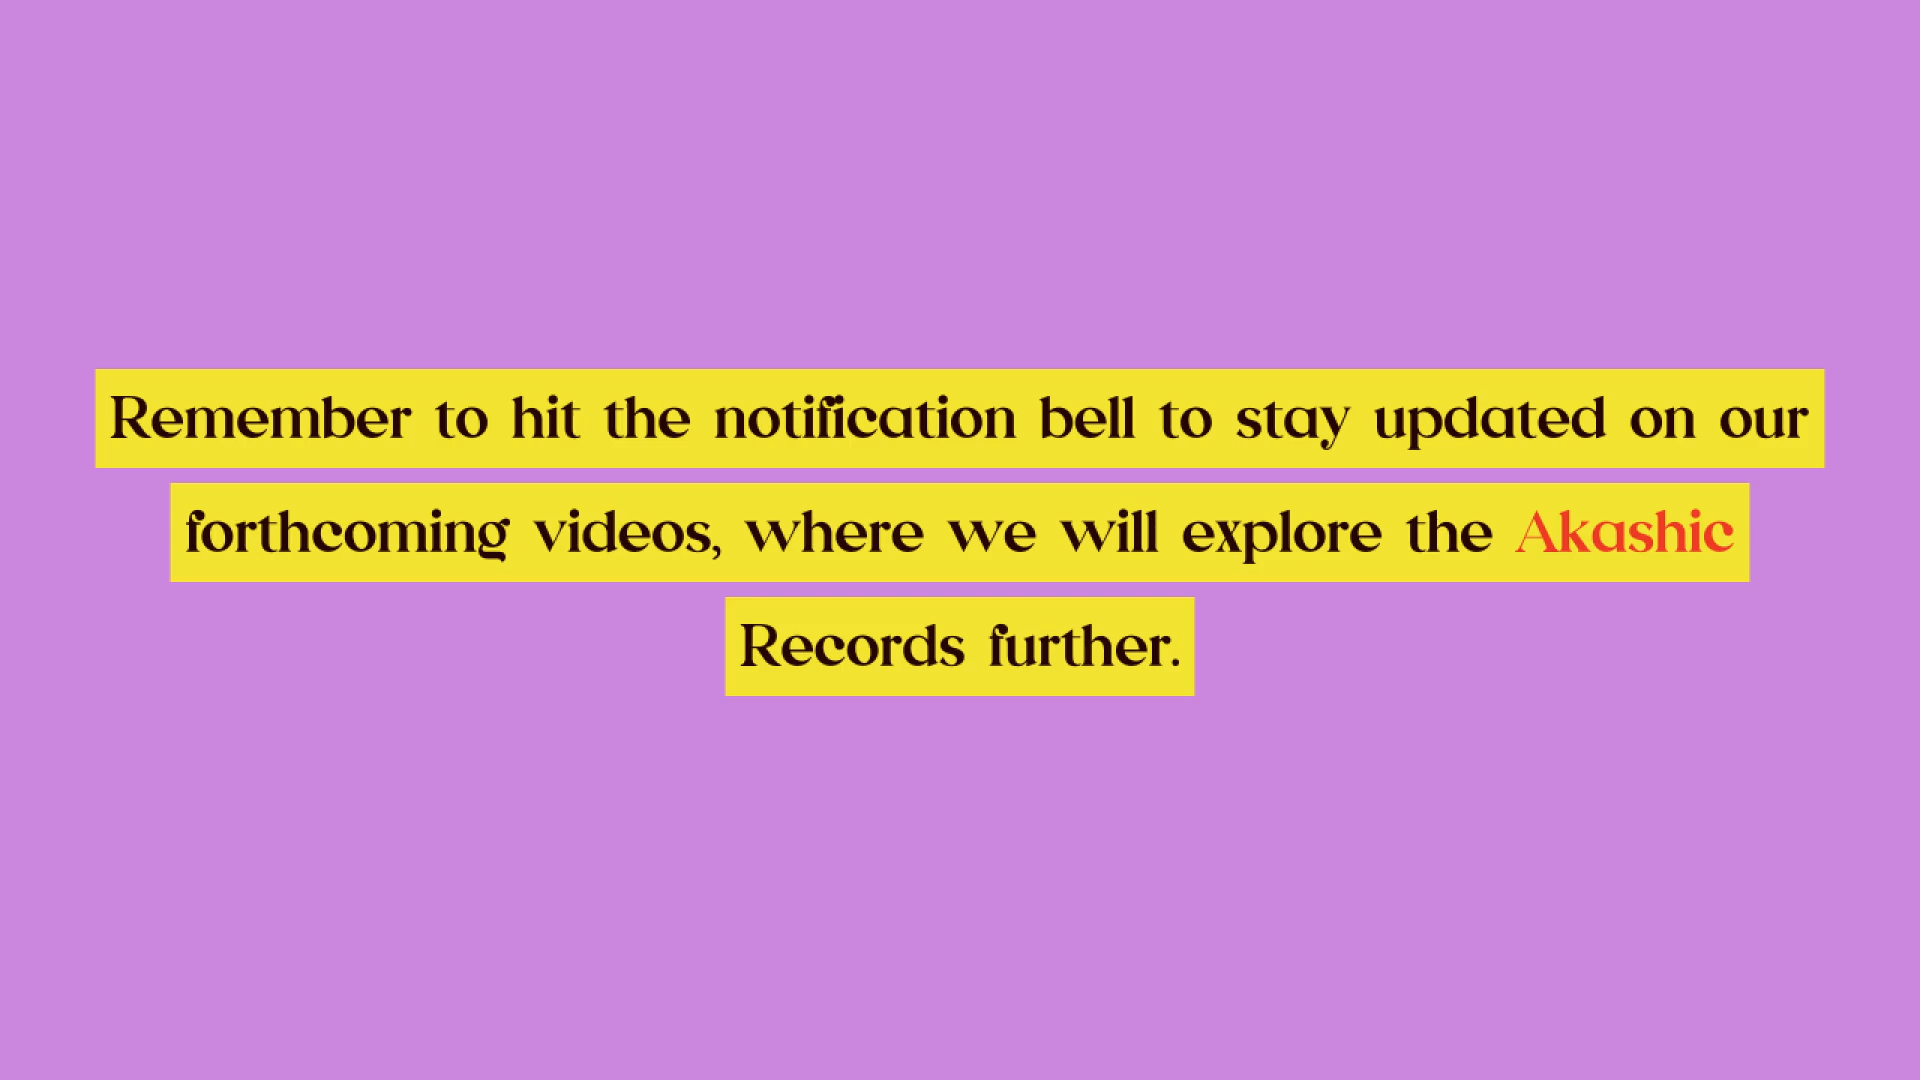 Remember to hit the notification bell to stay updated on our
forthcoming videos, where we will explore the Akashic
Records further.